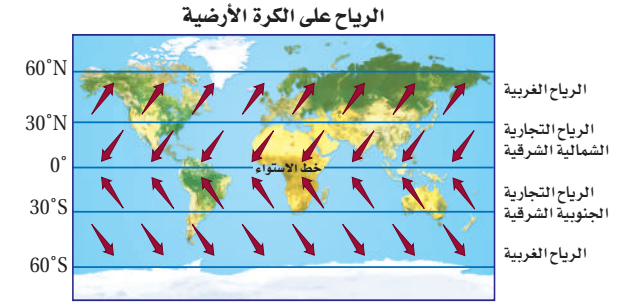 الرياح على الكرة الأرضية
60°N
30°N
0°
30°S
60°S
خط الاستواء
الرياح الغربية
الرياح التجارية
الشمالية الشرقية
الرياح التجارية
الجنوبية الشرقية
الرياح الغربية